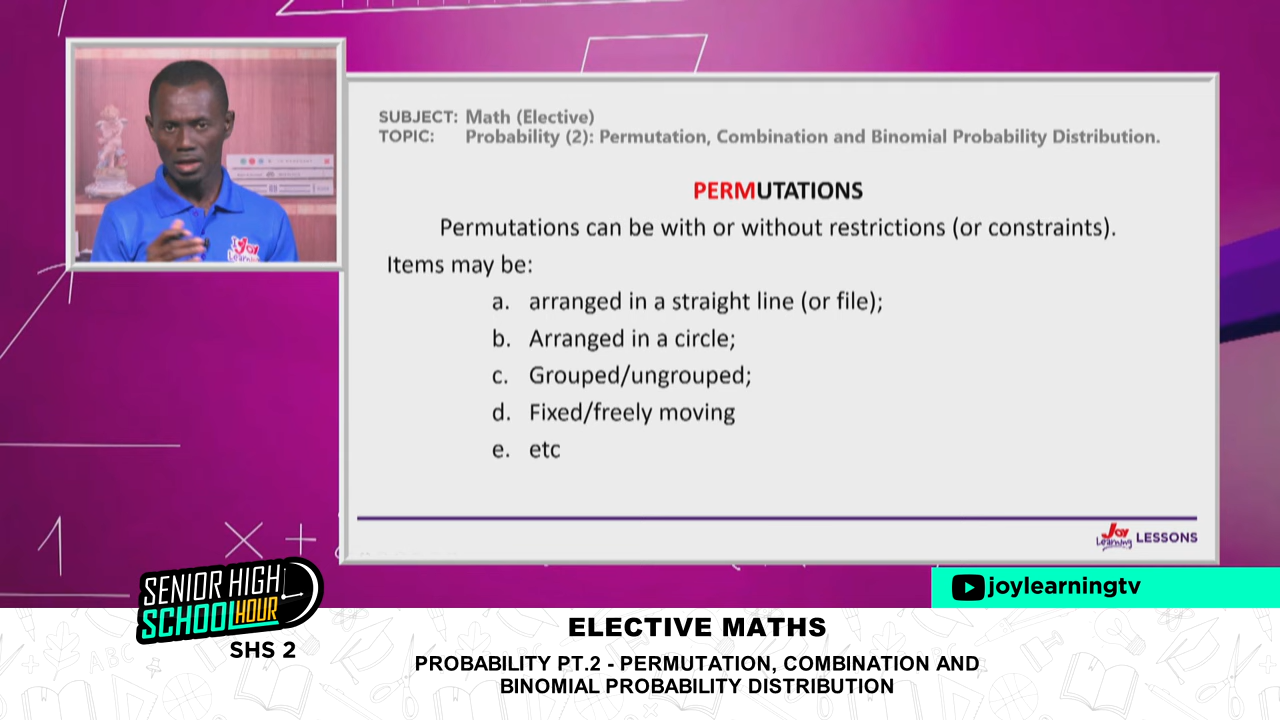 SUBJECT: Math (Elective)
TOPIC: Probability (2): Permutation, Combination and Binomial Probability Distribution.
PERMUTATIONS
Permutations can be with or without restrictions (or constraints).
Items may be:
a. arranged in a straight line (or file);
b. Arranged in a circle;
c. Grouped/ungrouped;
d. Fixed/freely moving
e. etc
Joy Learning LESSONS
joylearningtv
SENIOR HIGH
SCHOOL HOUR
SHS 2
ELECTIVE MATHS
PROBABILITY PT.2 - PERMUTATION, COMBINATION AND
BINOMIAL PROBABILITY DISTRIBUTION